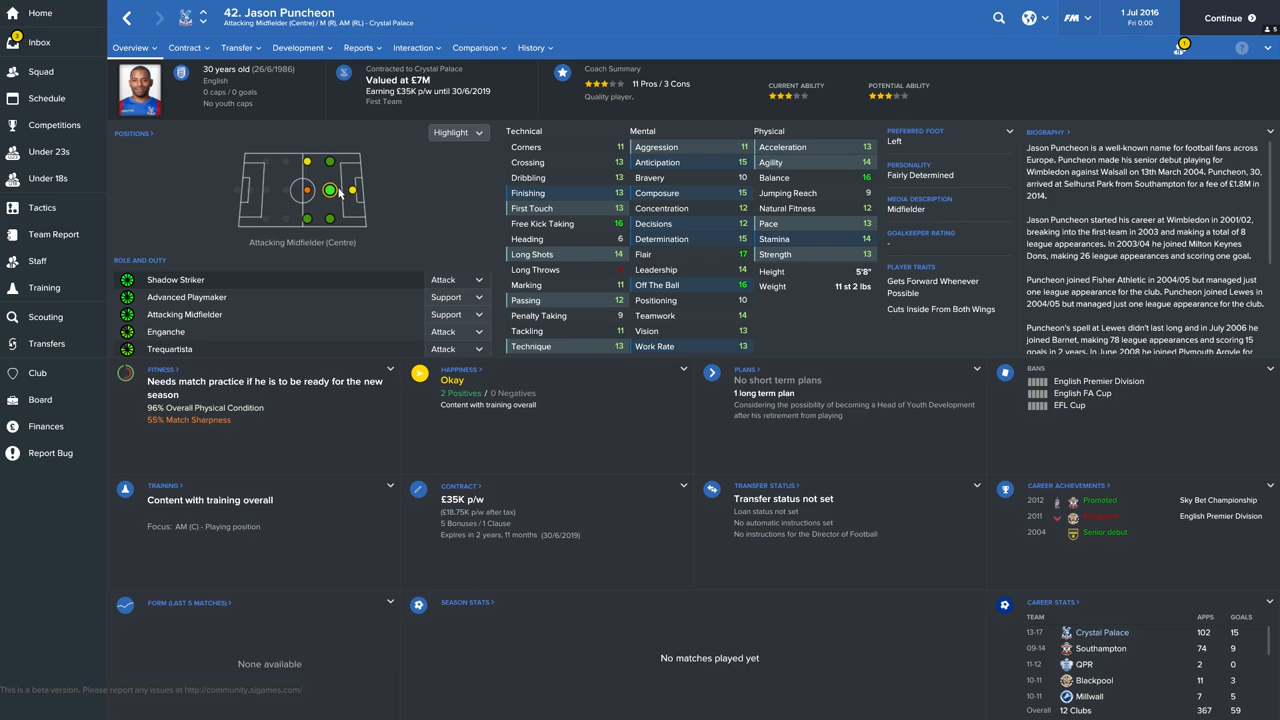 Home
42. Jason Puncheon
Attacking Midfielder (Centre) / M (R), AM (RL) - Crystal Palace
FM
1 Jul 2016
Fri 0:00
Continue
5
3
Inbox
Overview
Contract
Transfer
Development
Reports
Interaction
Comparison
History
1
?
Squad
Schedule
Competitions
Under 23s
Under 18s
Tactics
Team Report
Staff
Training
Scouting
Transfers
Club
Board
Finances
Report Bug
30 years old (26/6/1986)
English
0 caps / 0 goals
No youth caps
Contracted to Crystal Palace
Valued at £7M
Earning £35K p/w until 30/6/2019
First Team
Coach Summary
11 Pros / 3 Cons
Quality player.
CURRENT ABILITY
POTENTIAL ABILITY
POSITIONS >
Highlight
Attacking Midfielder (Centre)
ROLE AND DUTY
Shadow Striker Attack
Advanced Playmaker Support
Attacking Midfielder Support
Enganche Attack
Trequartista Attack
Technical
Corners 11
Crossing 13
Dribbling 13
Finishing 13
First Touch 13
Free Kick Taking 16
Heading 6
Long Shots 14
Long Throws
Marking 11
Passing 12
Penalty Taking 9
Tackling 11
Technique 13
Mental
Aggression 11
Anticipation 15
Bravery 10
Composure 15
Concentration 12
Decisions 12
Determination 15
Flair 17
Leadership 14
Off The Ball 16
Positioning 10
Teamwork 14
Vision 13
Work Rate 13
Physical
Acceleration 13
Agility 14
Balance 16
Jumping Reach 9
Natural Fitness 12
Pace 13
Stamina 14
Strength 13
Height 5'8"
Weight 11 st 2 lbs
PREFERRED FOOT
Left
PERSONALITY
Fairly Determined
MEDIA DESCRIPTION
Midfielder
GOALKEEPER RATING
-
PLAYER TRAITS
Gets Forward Whenever
Possible
Cuts Inside From Both Wings
BIOGRAPHY >
Jason Puncheon is a well-known name for football fans across
Europe. Puncheon made his senior debut playing for
Wimbledon against Walsall on 13th March 2004. Puncheon, 30,
arrived at Selhurst Park from Southampton for a fee of £1.8M in
2014.
Jason Puncheon started his career at Wimbledon in 2001/02,
breaking into the first-team in 2003 and making a total of 8
league appearances. In 2003/04 he joined Milton Keynes
Dons, making 26 league appearances and scoring one goal.
Puncheon joined Fisher Athletic in 2004/05 but managed just
one league appearance for the club. Puncheon joined Lewes in
2004/05 but managed just one league appearance for the club.
Puncheon's spell at Lewes didn't last long and in July 2006 he
joined Barnet, making 78 league appearances and scoring 15
goals in 2 years. In June 2008 he joined Plymouth Argyle for
FITNESS >
Needs match practice if he is to be ready for the new
season
96% Overall Physical Condition
55% Match Sharpness
HAPPINESS >
Okay
2 Positives / 0 Negatives
Content with training overall
PLANS >
No short term plans
1 long term plan
Considering the possibility of becoming a Head of Youth Development
after his retirement from playing
BANS
English Premier Division
English FA Cup
EFL Cup
TRAINING >
Content with training overall
Focus: AM (C) - Playing position
CONTRACT >
£35K p/w
(£18.75K p/w after tax)
5 Bonuses / 1 Clause
Expires in 2 years, 11 months (30/6/2019)
TRANSFER STATUS >
Transfer status not set
Loan status not set
No automatic instructions set
No instructions for the Director of Football
CAREER ACHIEVEMENTS >
2012 Promoted Sky Bet Championship
2011 English Premier Division
2004 Senior debut
FORM (LAST 5 MATCHES) >
None available
SEASON STATS >
No matches played yet
CAREER STATS >
TEAM APPS GOALS
13-17 Crystal Palace 102 15
09-14 Southampton 74 9
11-12 QPR 2 0
10-11 Blackpool 11 3
10-11 Millwall 7 5
Overall 12 Clubs 367 59
This is a beta version. Please report any issues at http://community.sigames.com/